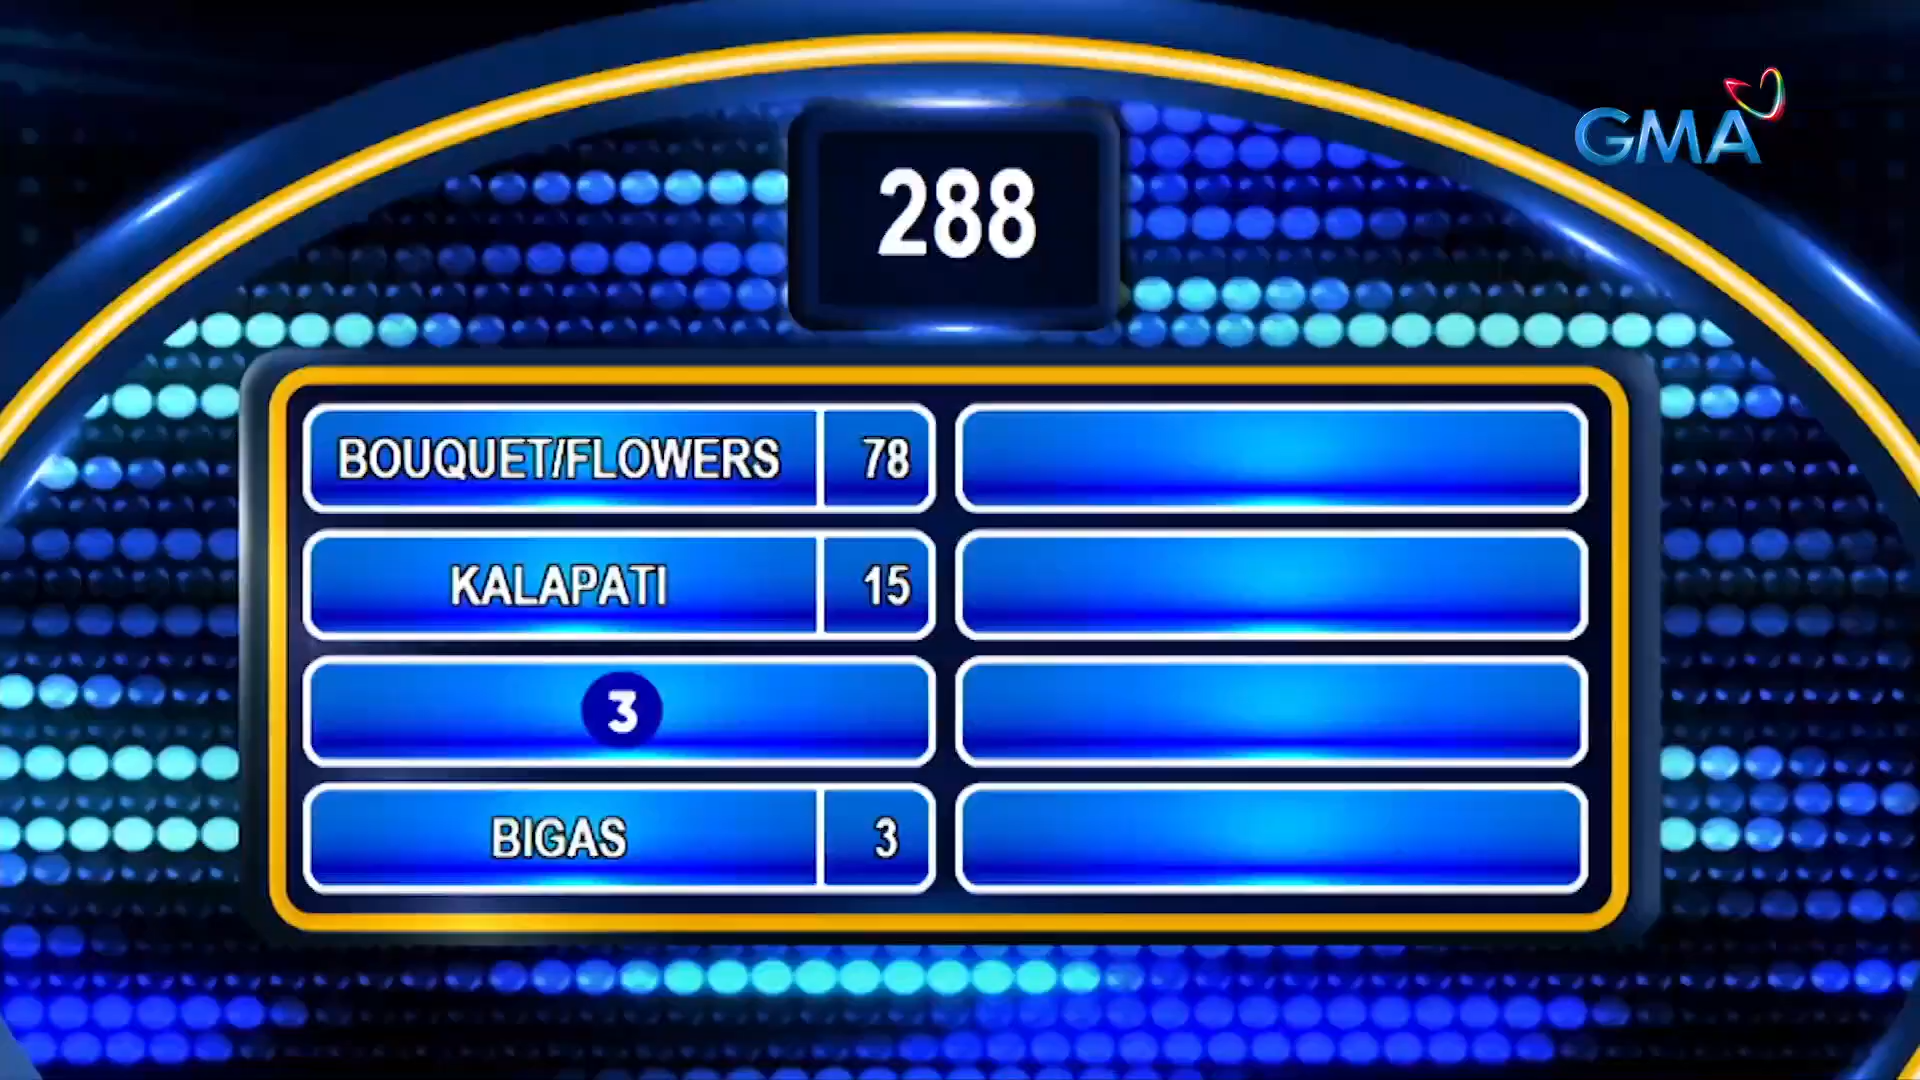 GMA
288
BOUQUET/FLOWERS 78
KALAPATI 15
3
BIGAS 3